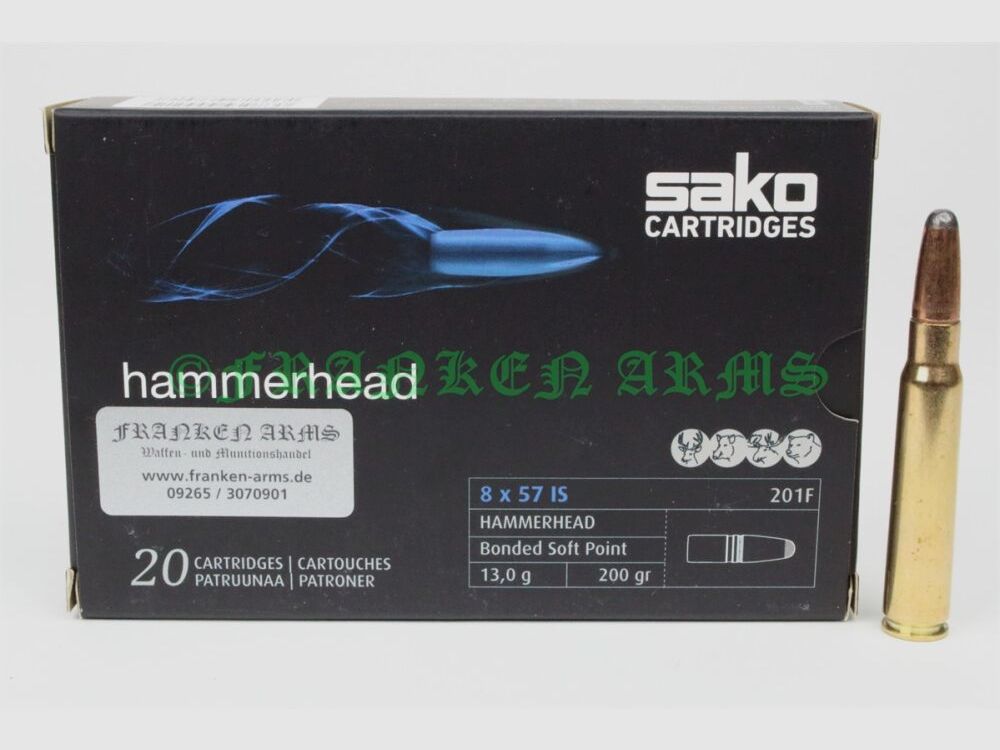 sako
CARTRIDGES
hammerhead
©FRANKEN ARMS
FRANKEN ARMS
Waffen- und Munitionshandel
www.franken-arms.de
09265 / 3070901
20 CARTRIDGES | CARTOUCHES
PATRUUNAA | PATRONER
8 x 57 IS 201F
HAMMERHEAD
Bonded Soft Point
13,0 g 200 gr